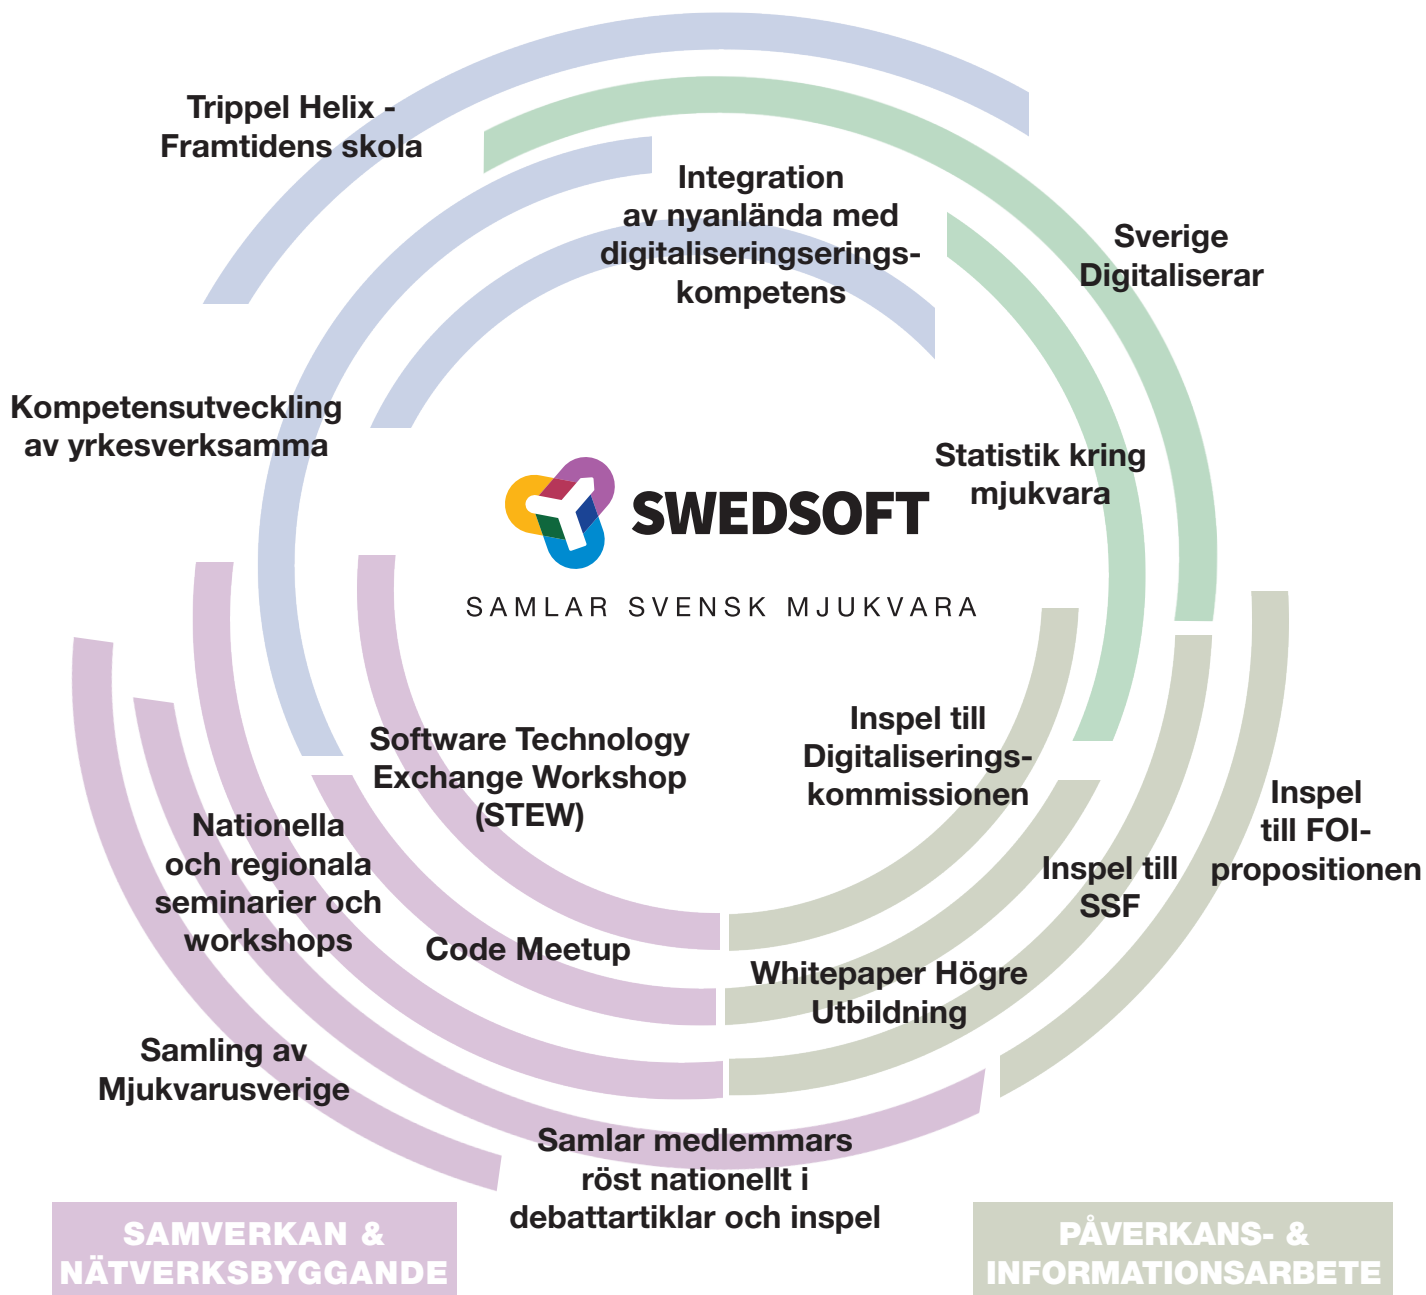 Trippel Helix -
Framtidens skola
Integration
av nyanlända med
digitaliseringserings-
kompetens
Sverige
Digitaliserar
Kompetensutveckling
av yrkesverksamma
Statistik kring
mjukvara
SWEDSOFT
SAMLAR SVENSK MJUKVARA
Software Technology
Exchange Workshop
(STEW)
Inspel till
Digitaliserings-
kommissionen
Inspel
till FOI-
propositionen
Nationella
och regionala
seminarier och
workshops
Inspel till
SSF
Code Meetup
Whitepaper Högre
Utbildning
Samling av
Mjukvarusverige
Samlar medlemmars
röst nationellt i
debattartiklar och inspel
SAMVERKAN &
NÄTVERKSBYGGANDE
PÅVERKANS- &
INFORMATIONSARBETE